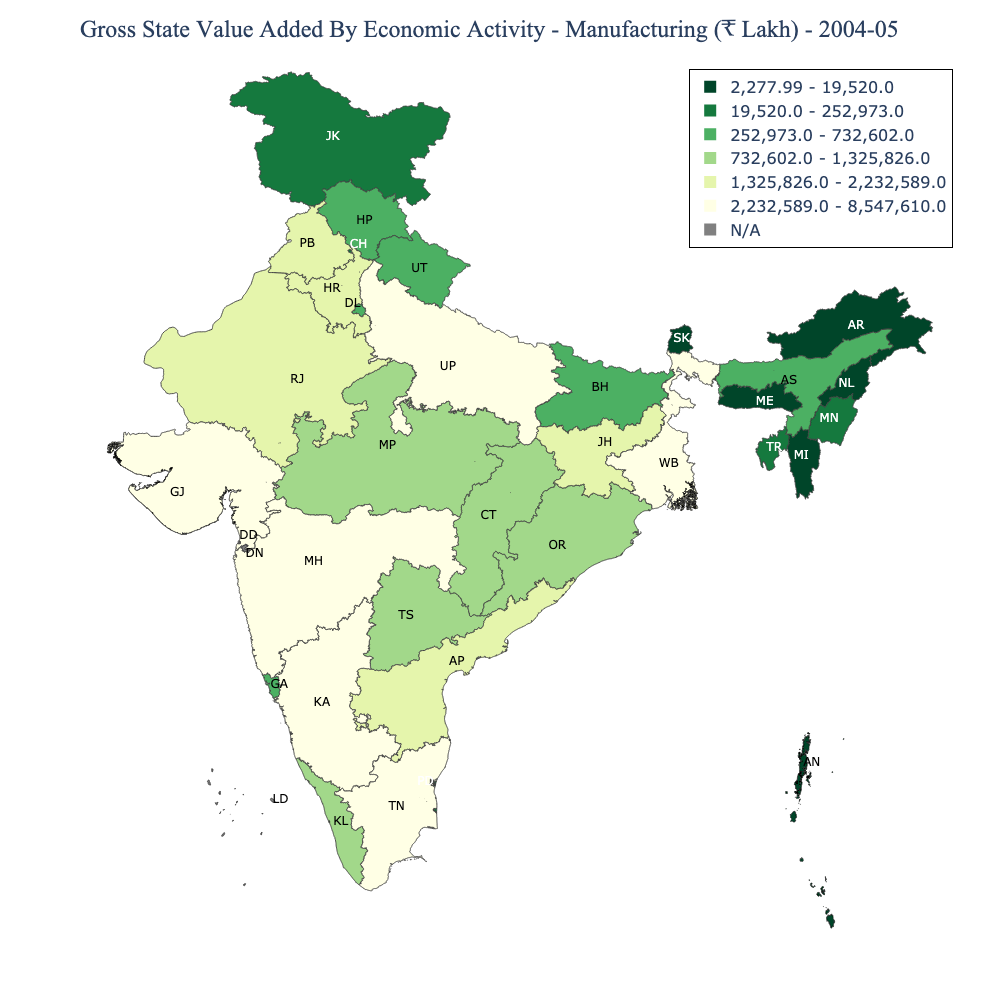 Gross State Value Added By Economic Activity - Manufacturing (₹ Lakh) - 2004-05
2,277.99 - 19,520.0
19,520.0 - 252,973.0
252,973.0 - 732,602.0
732,602.0 - 1,325,826.0
1,325,826.0 - 2,232,589.0
2,232,589.0 - 8,547,610.0
N/A
JK
HP
PB
CH
UT
HR
DL
AR
SK
UP
RJ
BH
AS
NL
ME
MN
MP
JH
TR
MI
WB
GJ
CT
DD
OR
DN
MH
TS
AP
GA
KA
AN
LD
TN
KL